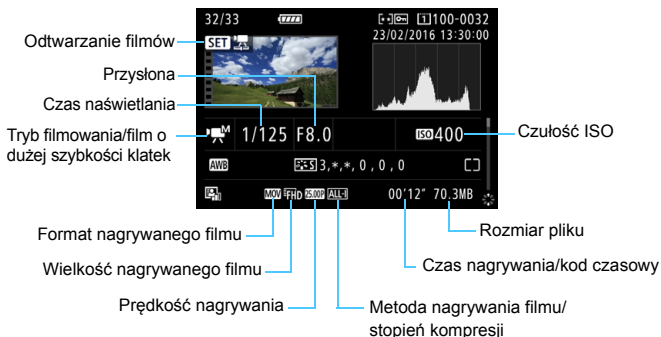 32/33 100-0032
SET 23/02/2016 13:30:00
Odtwarzanie filmów
Przysłona
Czas naświetlania
Tryb filmowania/film o
dużej szybkości klatek
M 1/125 F8.0 ISO 400
Czułość ISO
AWB S 3,*,*, 0 , 0 , 0
MOV FHD 25.00P ALL-I 00'12" 70.3MB
Format nagrywanego filmu
Rozmiar pliku
Wielkość nagrywanego filmu
Czas nagrywania/kod czasowy
Prędkość nagrywania
Metoda nagrywania filmu/
stopień kompresji